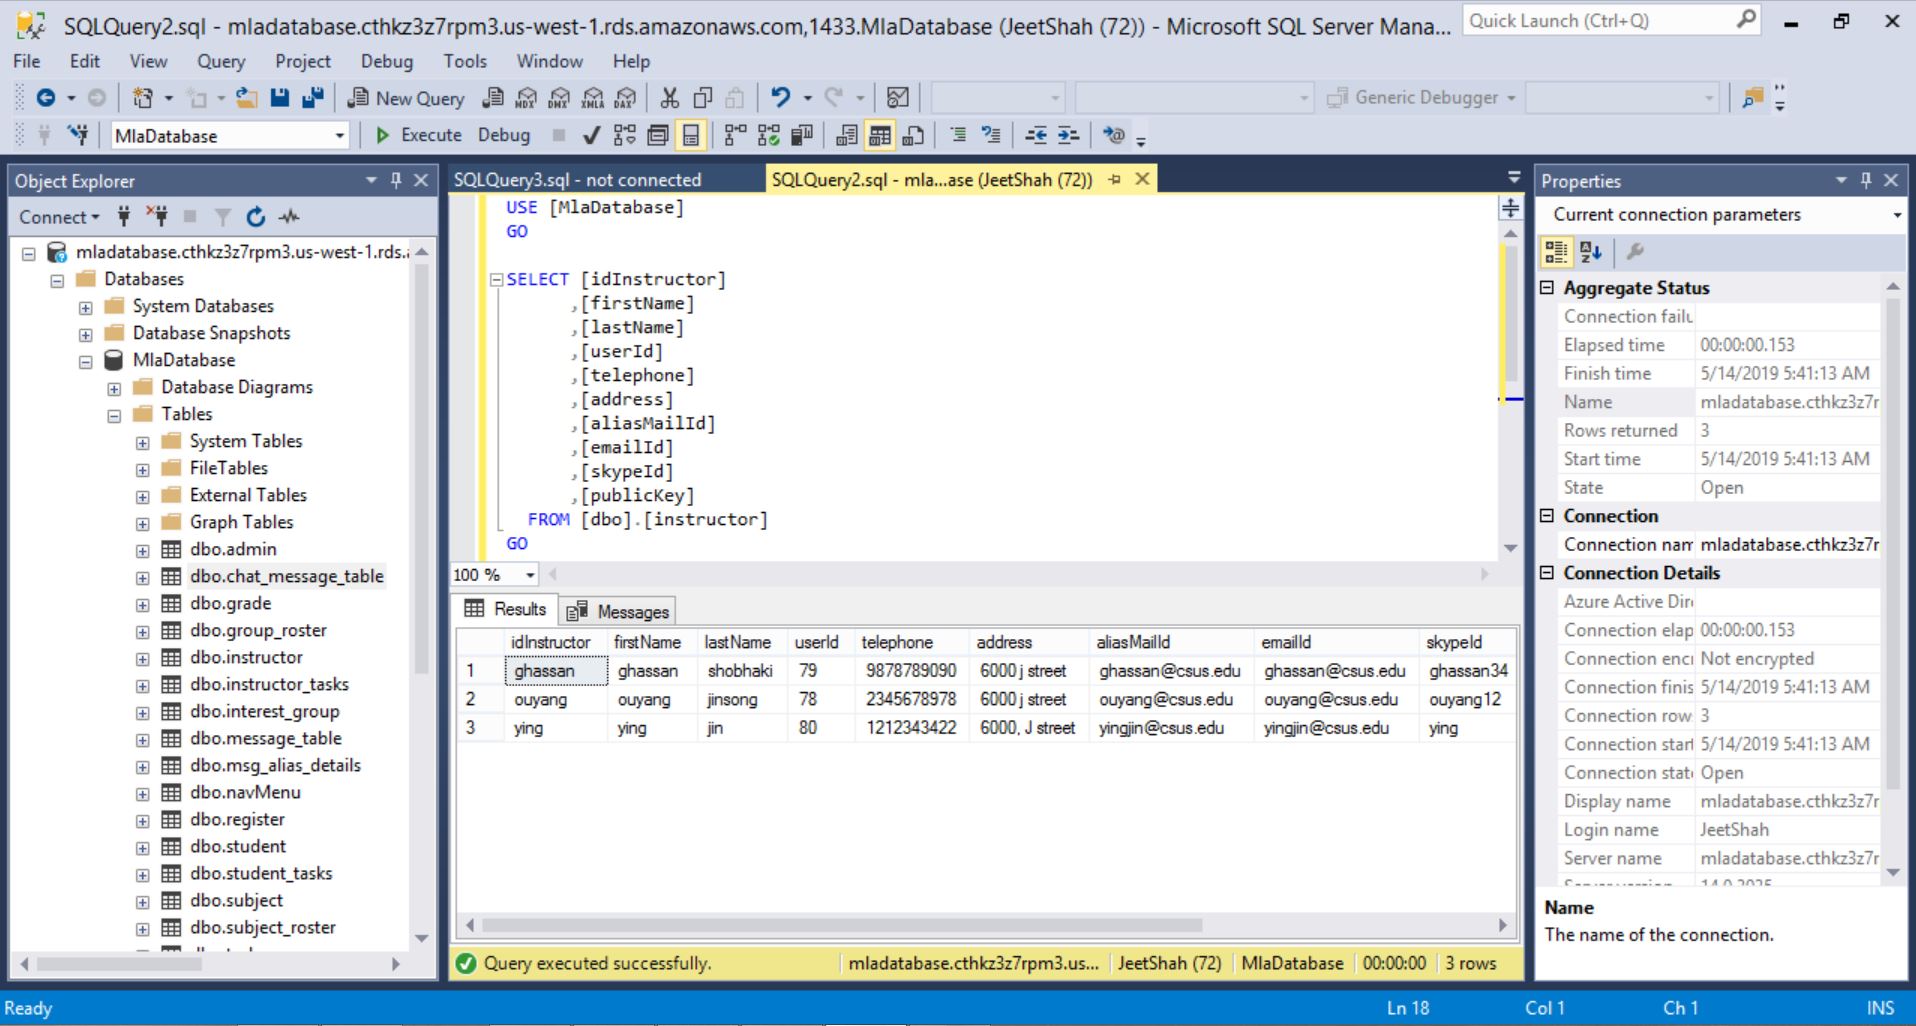 SQLQuery2.sql - mladatabase.cthkz3z7rpm3.us-west-1.rds.amazonaws.com,1433.MlaDatabase (JeetShah (72)) - Microsoft SQL Server Mana...
Quick Launch (Ctrl+Q)
File Edit View Query Project Debug Tools Window Help
New Query MDX DMX XMLA DAX Generic Debugger
MlaDatabase Execute Debug
Object Explorer
Connect
mladatabase.cthkz3z7rpm3.us-west-1.rds.
Databases
System Databases
Database Snapshots
MlaDatabase
Database Diagrams
Tables
System Tables
FileTables
External Tables
Graph Tables
dbo.admin
dbo.chat_message_table
dbo.grade
dbo.group_roster
dbo.instructor
dbo.instructor_tasks
dbo.interest_group
dbo.message_table
dbo.msg_alias_details
dbo.navMenu
dbo.register
dbo.student
dbo.student_tasks
dbo.subject
dbo.subject_roster
SQLQuery3.sql - not connected
SQLQuery2.sql - mla...ase (JeetShah (72))
USE [MlaDatabase]
GO
SELECT [idInstructor]
,[firstName]
,[lastName]
,[userId]
,[telephone]
,[address]
,[aliasMailId]
,[emailId]
,[skypeId]
,[publicKey]
FROM [dbo].[instructor]
GO
100 %
Results Messages
idInstructor firstName lastName userId telephone address aliasMailId emailId skypeId
1 ghassan ghassan shobhaki 79 9878789090 6000 j street ghassan@csus.edu ghassan@csus.edu ghassan34
2 ouyang ouyang jinsong 78 2345678978 6000 j street ouyang@csus.edu ouyang@csus.edu ouyang12
3 ying ying jin 80 1212343422 6000, J street yingjin@csus.edu yingjin@csus.edu ying
Query executed successfully. mladatabase.cthkz3z7rpm3.us... JeetShah (72) MlaDatabase 00:00:00 3 rows
Properties
Current connection parameters
Aggregate Status
Connection failu
Elapsed time 00:00:00.153
Finish time 5/14/2019 5:41:13 AM
Name mladatabase.cthkz3z7r
Rows returned 3
Start time 5/14/2019 5:41:13 AM
State Open
Connection
Connection nam mladatabase.cthkz3z7r
Connection Details
Azure Active Dir
Connection elap 00:00:00.153
Connection encr Not encrypted
Connection finis 5/14/2019 5:41:13 AM
Connection row 3
Connection start 5/14/2019 5:41:13 AM
Connection stat Open
Display name mladatabase.cthkz3z7r
Login name JeetShah
Server name mladatabase.cthkz3z7r
Name
The name of the connection.
Ready Ln 18 Col 1 Ch 1 INS